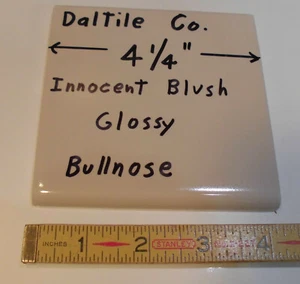 Daltile Co.
4 1/4"
Innocent Blush
Glossy
Bullnose
INCHES 1 2 STANLEY 3 4